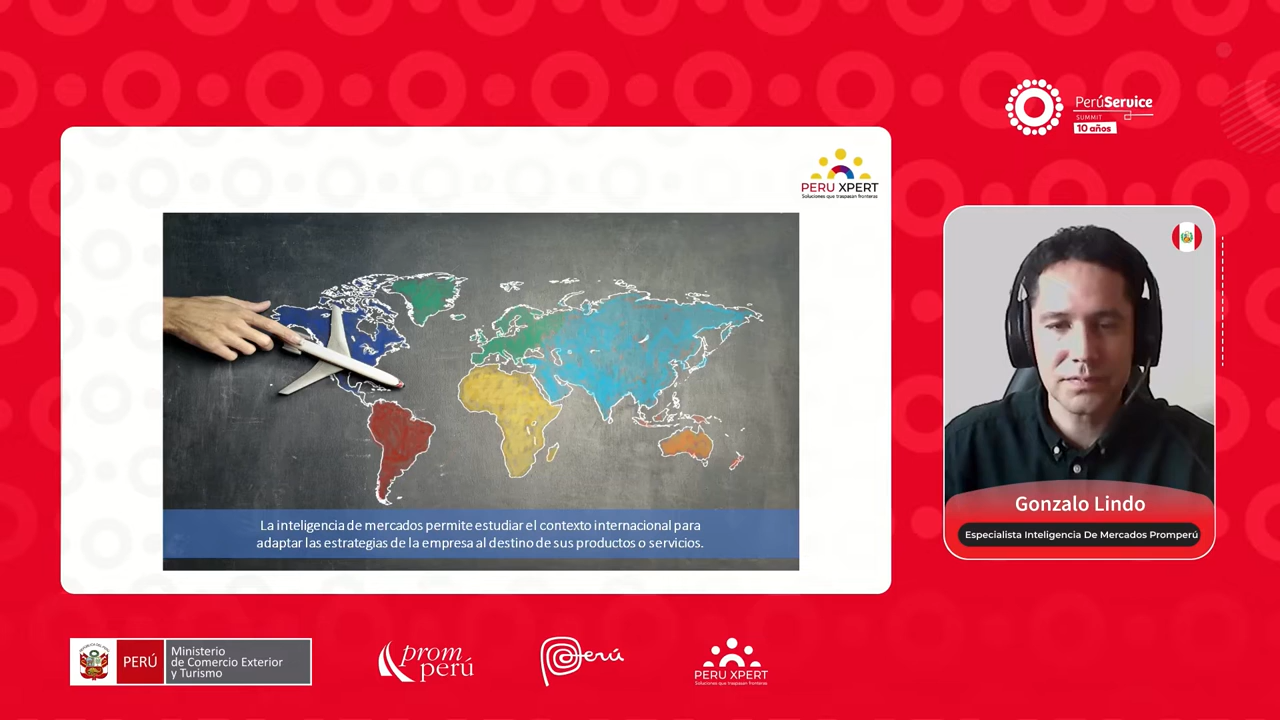 PerúService
SUMMIT
10 años
PERU XPERT
Soluciones que traspasan fronteras
La inteligencia de mercados permite estudiar el contexto internacional para
adaptar las estrategias de la empresa al destino de sus productos o servicios.
Gonzalo Lindo
Especialista Inteligencia De Mercados Promperú
PERÚ
Ministerio
de Comercio Exterior
y Turismo
prom
perú
Perú
PERU XPERT
Soluciones que traspasan fronteras